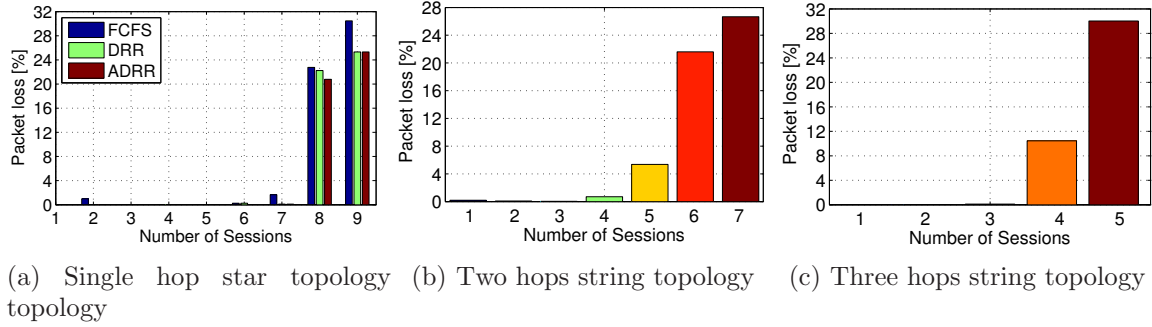 32
28
24
20
16
12
8
4
0
Packet loss [%]
FCFS
DRR
ADRR
1 2 3 4 5 6 7 8 9
Number of Sessions
28
24
20
16
12
8
4
0
Packet loss [%]
1 2 3 4 5 6 7
Number of Sessions
32
28
24
20
16
12
8
4
0
Packet loss [%]
1 2 3 4 5
Number of Sessions
(a) Single hop star topology
topology
(b) Two hops string topology
(c) Three hops string topology